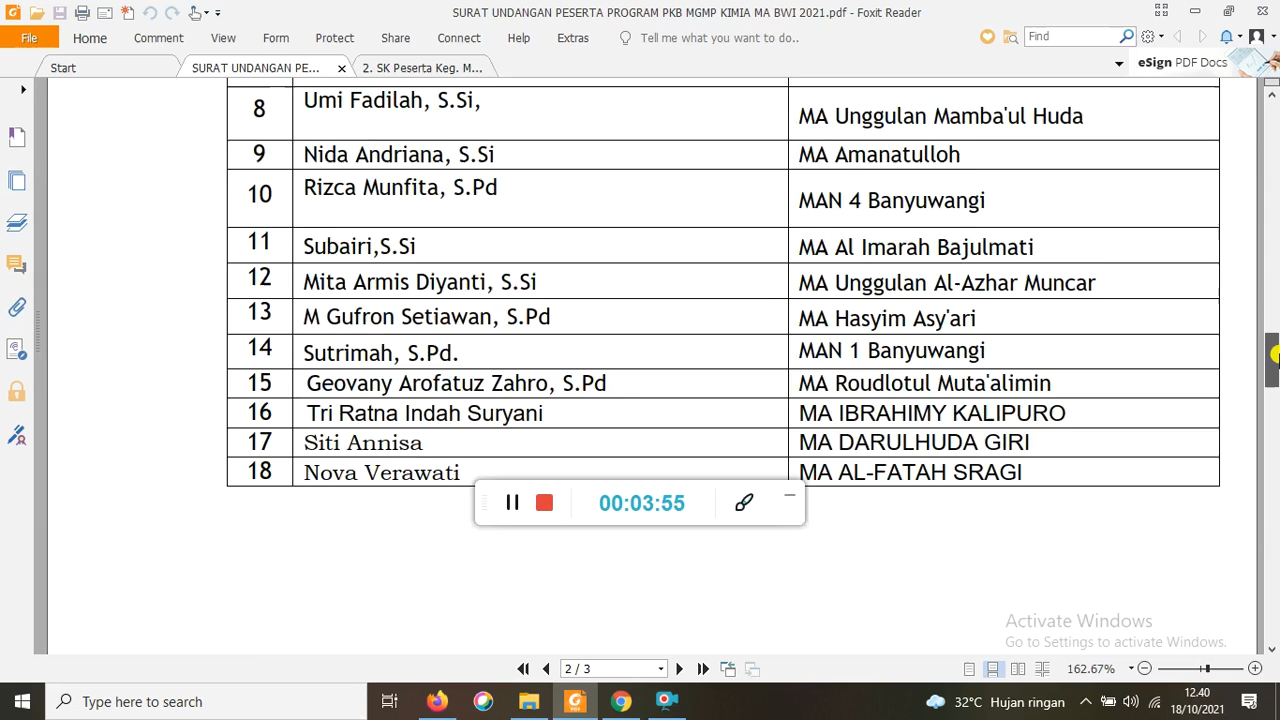 SURAT UNDANGAN PESERTA PROGRAM PKB MGMP KIMIA MA BWI 2021.pdf - Foxit Reader
File Home Comment View Form Protect Share Connect Help Extras Tell me what you want to do.. Find
Start SURAT UNDANGAN PE... 2. SK Peserta Keg. M... eSign PDF Docs
8 Umi Fadilah, S.Si, MA Unggulan Mamba'ul Huda
9 Nida Andriana, S.Si MA Amanatulloh
10 Rizca Munfita, S.Pd MAN 4 Banyuwangi
11 Subairi,S.Si MA Al Imarah Bajulmati
12 Mita Armis Diyanti, S.Si MA Unggulan Al-Azhar Muncar
13 M Gufron Setiawan, S.Pd MA Hasyim Asy'ari
14 Sutrimah, S.Pd. MAN 1 Banyuwangi
15 Geovany Arofatuz Zahro, S.Pd MA Roudlotul Muta'alimin
16 Tri Ratna Indah Suryani MA IBRAHIMY KALIPURO
17 Siti Annisa MA DARULHUDA GIRI
18 Nova Verawati MA AL-FATAH SRAGI
00:03:55
Activate Windows
Go to Settings to activate Windows.
2 / 3 162.67%
Type here to search 32°C Hujan ringan 12.40
18/10/2021